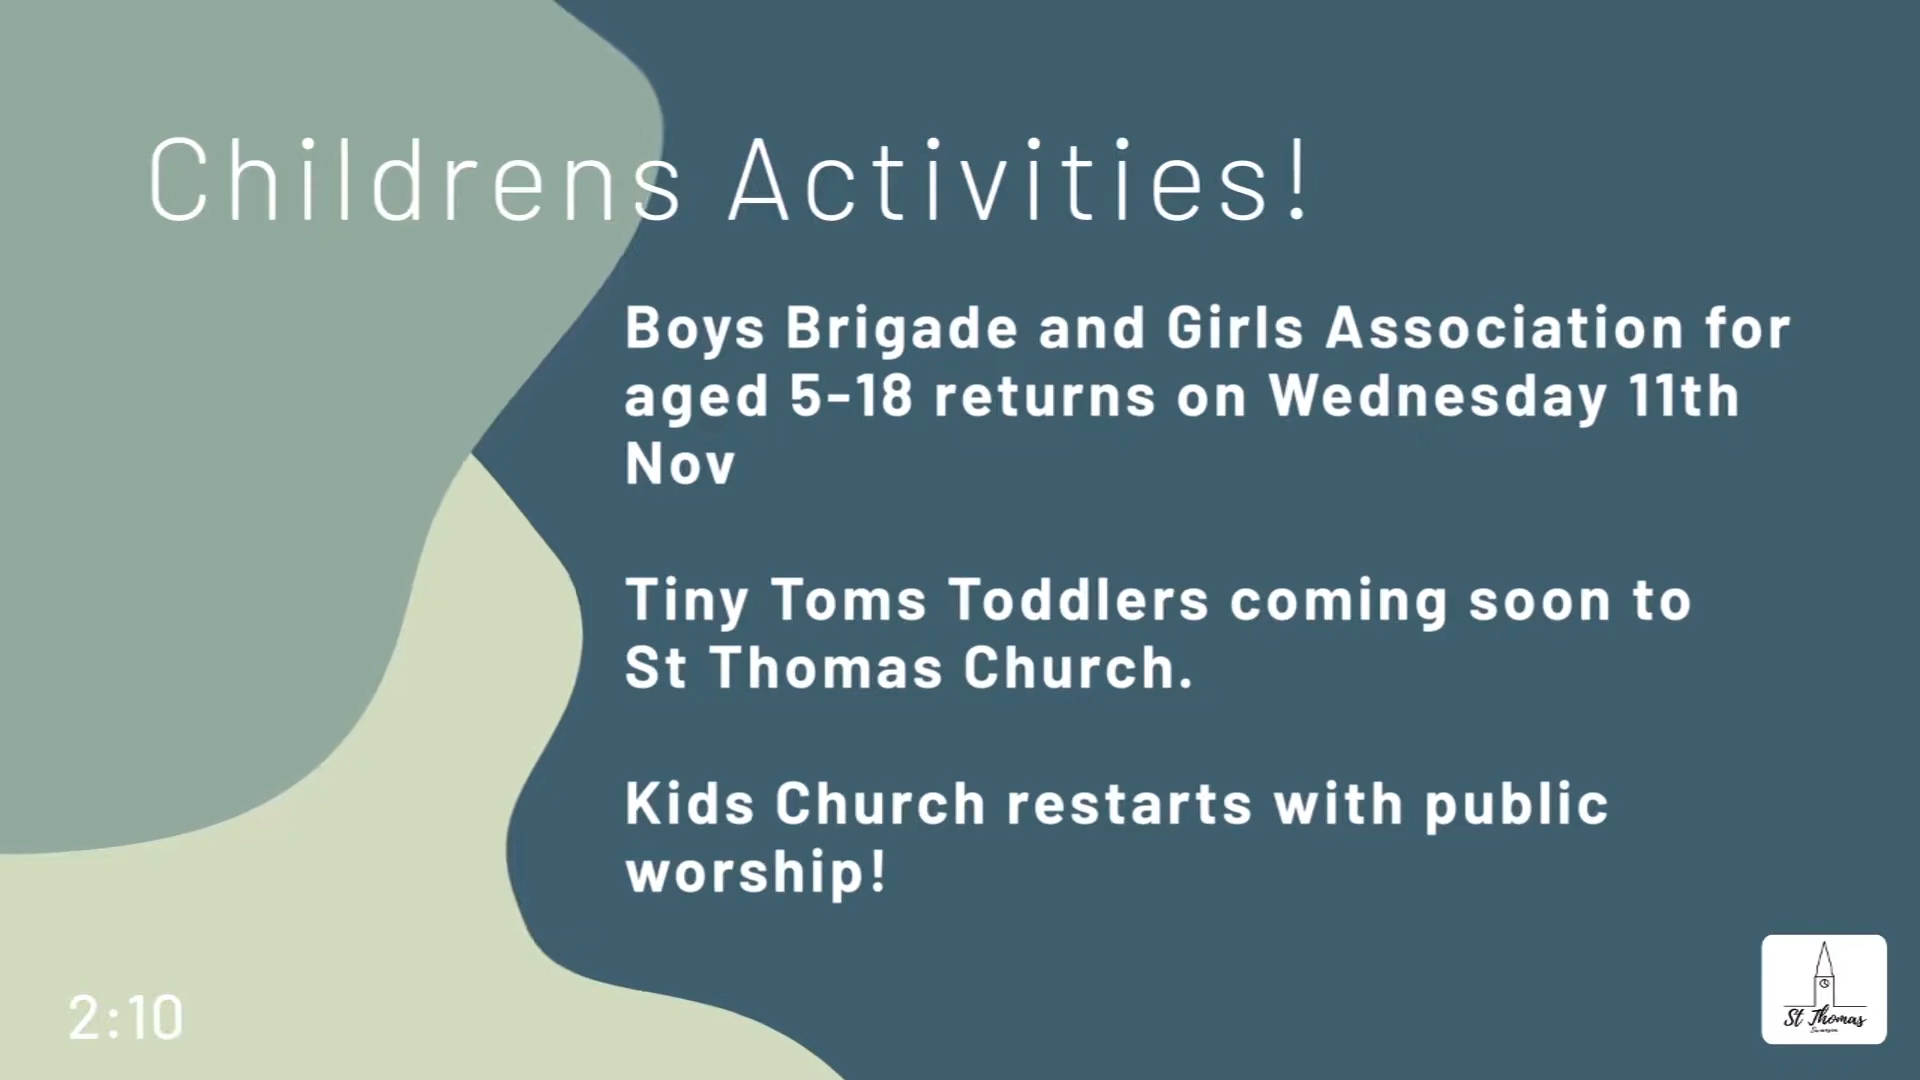 Childrens Activities!
Boys Brigade and Girls Association for
aged 5-18 returns on Wednesday 11th
Nov
Tiny Toms Toddlers coming soon to
St Thomas Church.
Kids Church restarts with public
worship!
2:10
St Thomas
Swansea